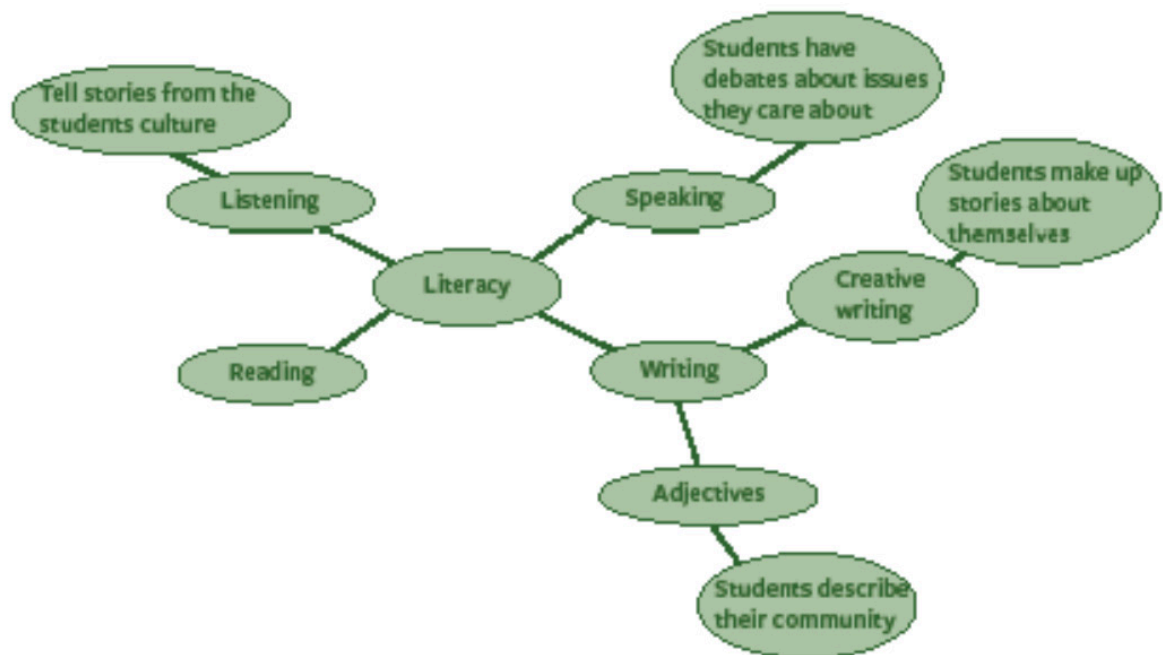 Tell stories from the
students culture
Listening
Students have
debates about issues
they care about
Speaking
Literacy
Reading
Writing
Students make up
stories about
themselves
Creative
writing
Adjectives
Students describe
their community